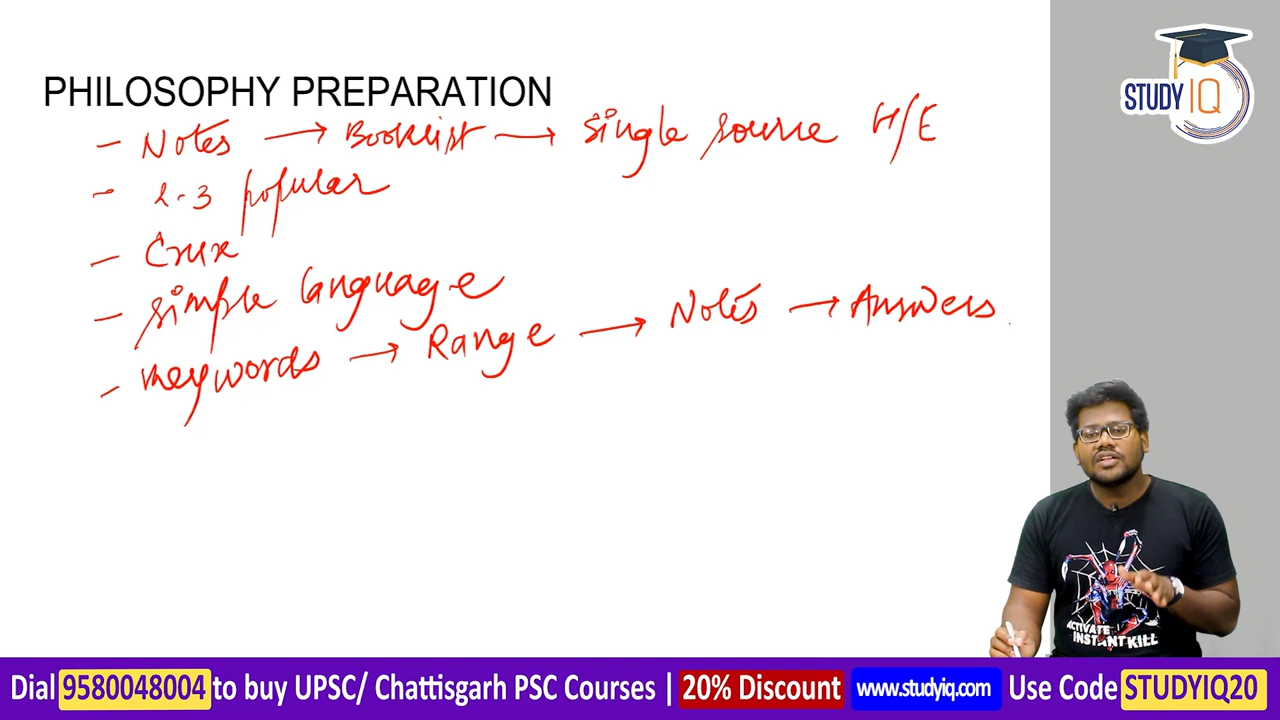 STUDY IQ
PHILOSOPHY PREPARATION
- Notes → Booklist → single source H/E
- 2-3 popular
- Crux
- simple language
- keywords → Range → Notes → Answers
ACTIVATE
INSTANT KILL
Dial 9580048004 to buy UPSC/ Chattisgarh PSC Courses | 20% Discount www.studyiq.com Use Code STUDYIQ20